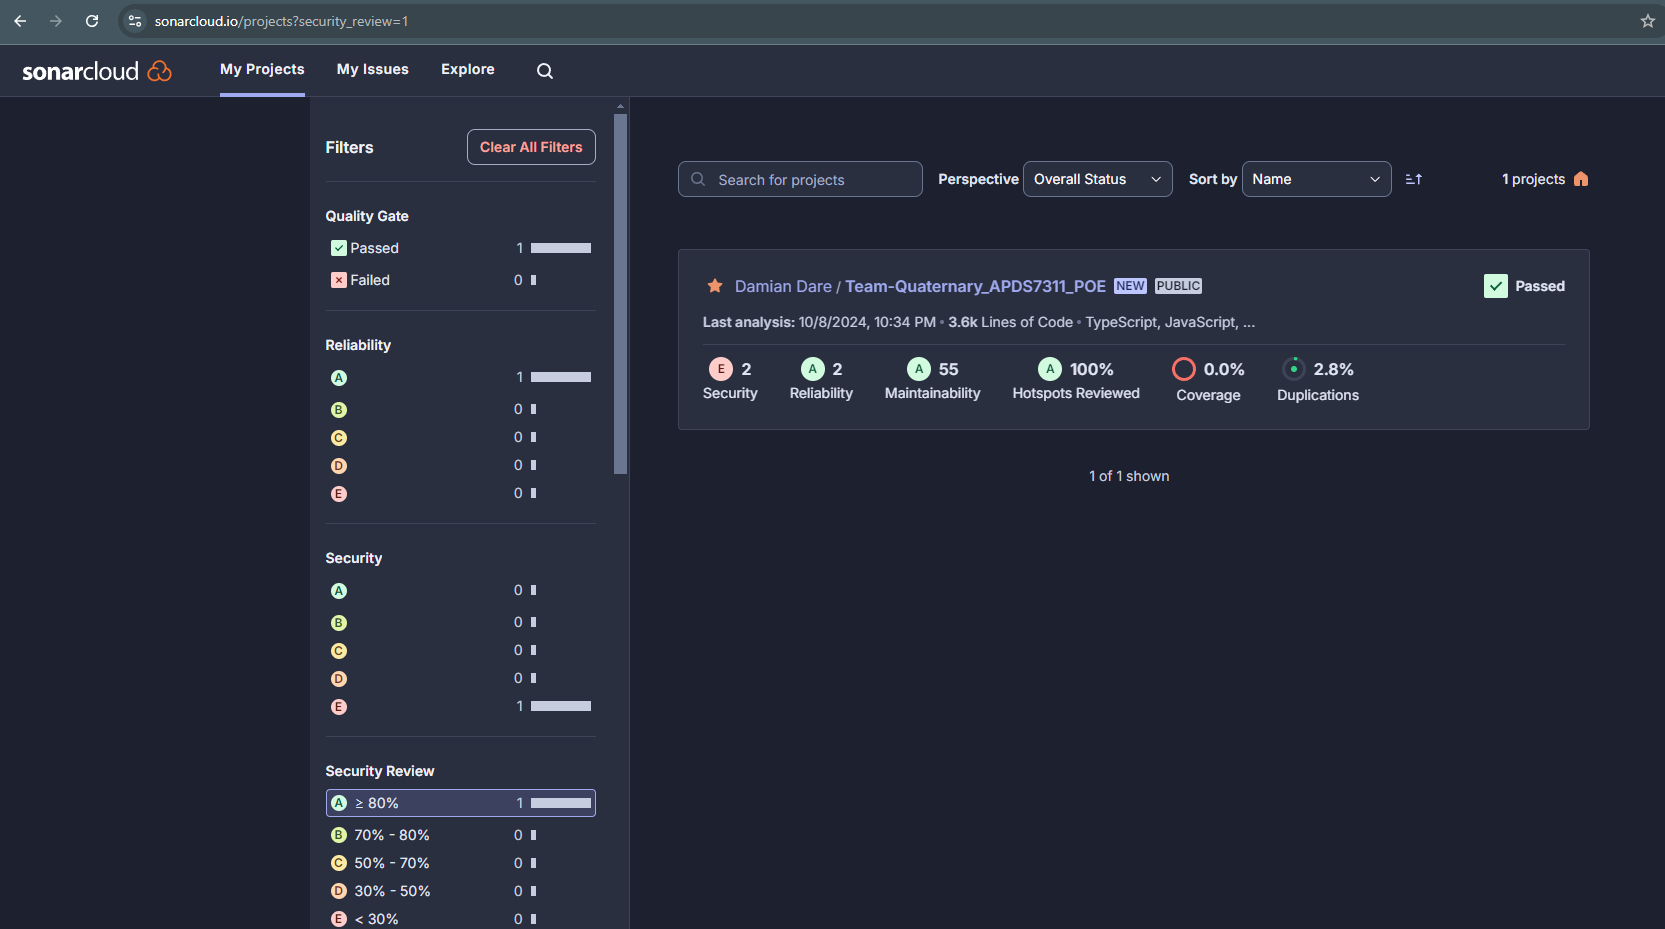 sonarcloud.io/projects?security_review=1
sonarcloud
My Projects
My Issues
Explore
Filters
Clear All Filters
Quality Gate
Passed 1
Failed 0
Reliability
A 1
B 0
C 0
D 0
E 0
Security
A 0
B 0
C 0
D 0
E 1
Security Review
A ≥ 80% 1
B 70% - 80% 0
C 50% - 70% 0
D 30% - 50% 0
E < 30% 0
Search for projects
Perspective Overall Status
Sort by Name
1 projects
Damian Dare / Team-Quaternary_APDS7311_POE NEW PUBLIC
Passed
Last analysis: 10/8/2024, 10:34 PM • 3.6k Lines of Code • TypeScript, JavaScript, ...
E 2
Security
A 2
Reliability
A 55
Maintainability
A 100%
Hotspots Reviewed
0.0%
Coverage
2.8%
Duplications
1 of 1 shown